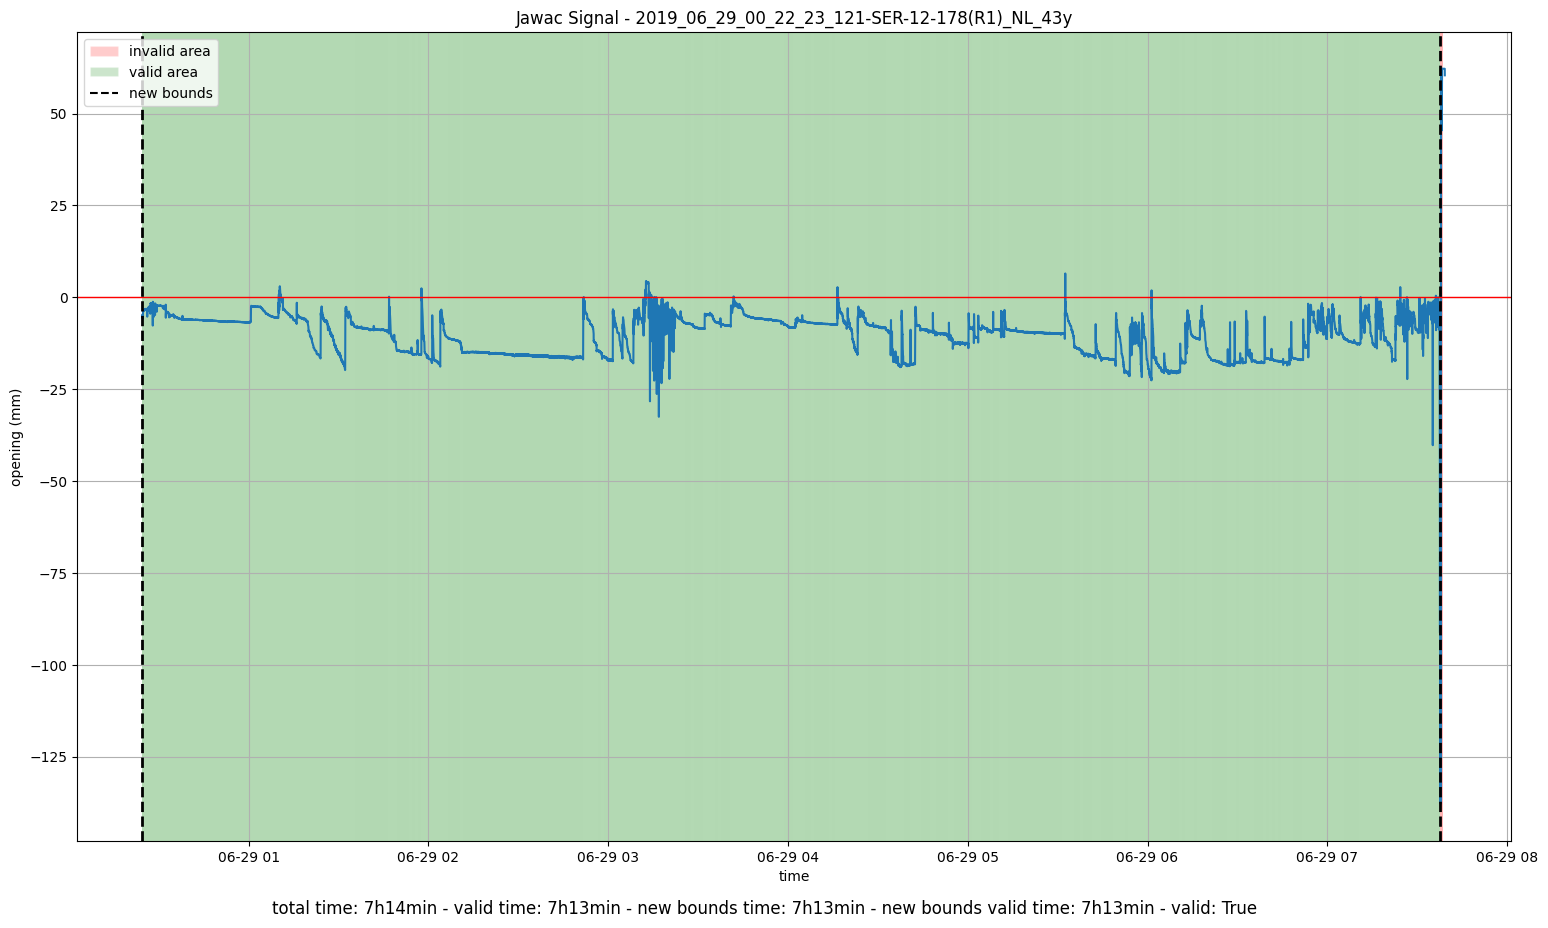 Jawac Signal - 2019_06_29_00_22_23_121-SER-12-178(R1)_NL_43y
invalid area
valid area
new bounds
50
25
0
−25
−50
−75
−100
−125
opening (mm)
06-29 01
06-29 02
06-29 03
06-29 04
06-29 05
06-29 06
06-29 07
06-29 08
time
total time: 7h14min - valid time: 7h13min - new bounds time: 7h13min - new bounds valid time: 7h13min - valid: True